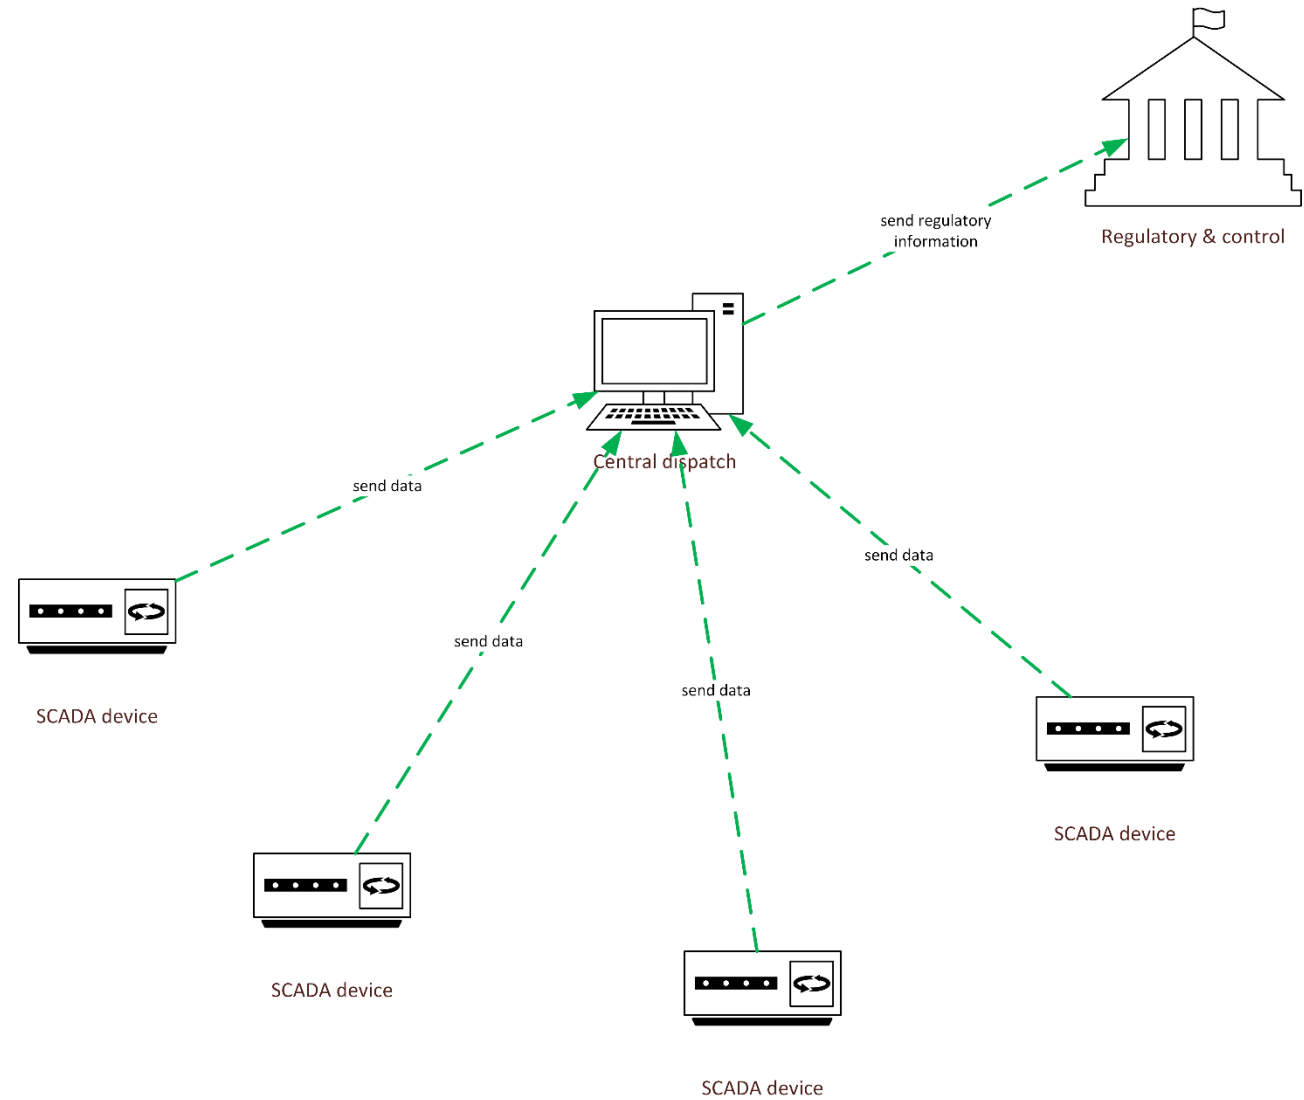 send regulatory
information
Regulatory & control
Central dispatch
send data
send data
send data
send data
SCADA device
SCADA device
SCADA device
SCADA device